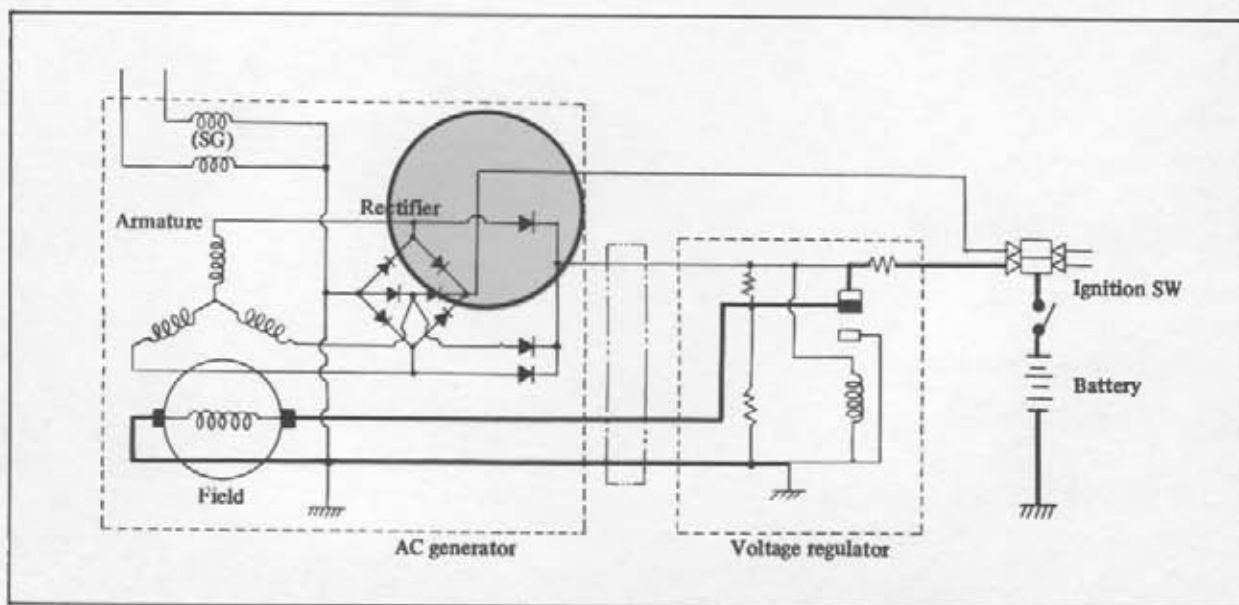 (SG)
Armature
Rectifier
Ignition SW
Battery
Field
AC generator
Voltage regulator